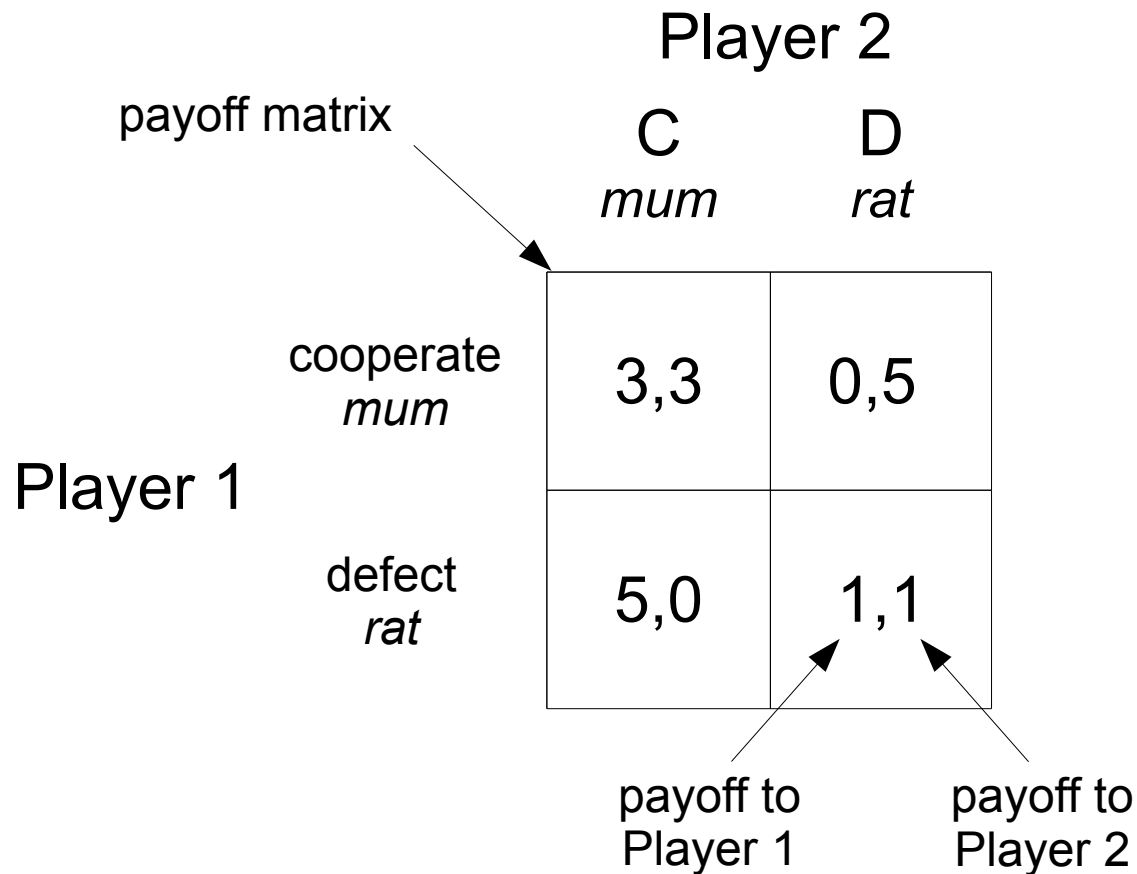 Player 2
payoff matrix
C
D
mum
rat
cooperate
mum
3,3
0,5
Player 1
defect
rat
5,0
1,1
payoff to
Player 1
payoff to
Player 2